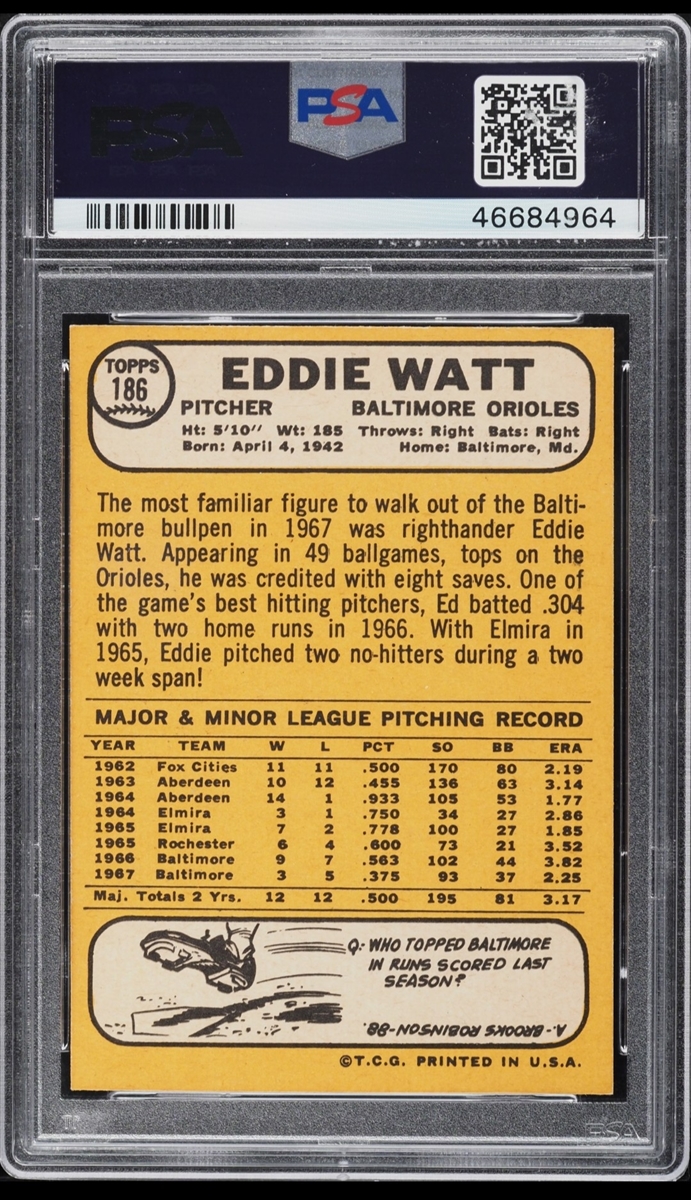 PSA
PSA
46684964
TOPPS
186
EDDIE WATT
PITCHER BALTIMORE ORIOLES
Ht: 5'10" Wt: 185 Throws: Right Bats: Right
Born: April 4, 1942 Home: Baltimore, Md.
The most familiar figure to walk out of the Balti-
more bullpen in 1967 was righthander Eddie
Watt. Appearing in 49 ballgames, tops on the
Orioles, he was credited with eight saves. One of
the game's best hitting pitchers, Ed batted .304
with two home runs in 1966. With Elmira in
1965, Eddie pitched two no-hitters during a two
week span!
MAJOR & MINOR LEAGUE PITCHING RECORD
YEAR TEAM W L PCT SO BB ERA
1962 Fox Cities 11 11 .500 170 80 2.19
1963 Aberdeen 10 12 .455 136 63 3.14
1964 Aberdeen 14 1 .933 105 53 1.77
1964 Elmira 3 1 .750 34 27 2.86
1965 Elmira 7 2 .778 100 27 1.85
1965 Rochester 6 4 .600 73 21 3.52
1966 Baltimore 9 7 .563 102 44 3.82
1967 Baltimore 3 5 .375 93 37 2.25
Maj. Totals 2 Yrs. 12 12 .500 195 81 3.17
Q: WHO TOPPED BALTIMORE
IN RUNS SCORED LAST
SEASON?
A. BROOKS ROBINSON-88.
©T.C.G. PRINTED IN U.S.A.
PSA